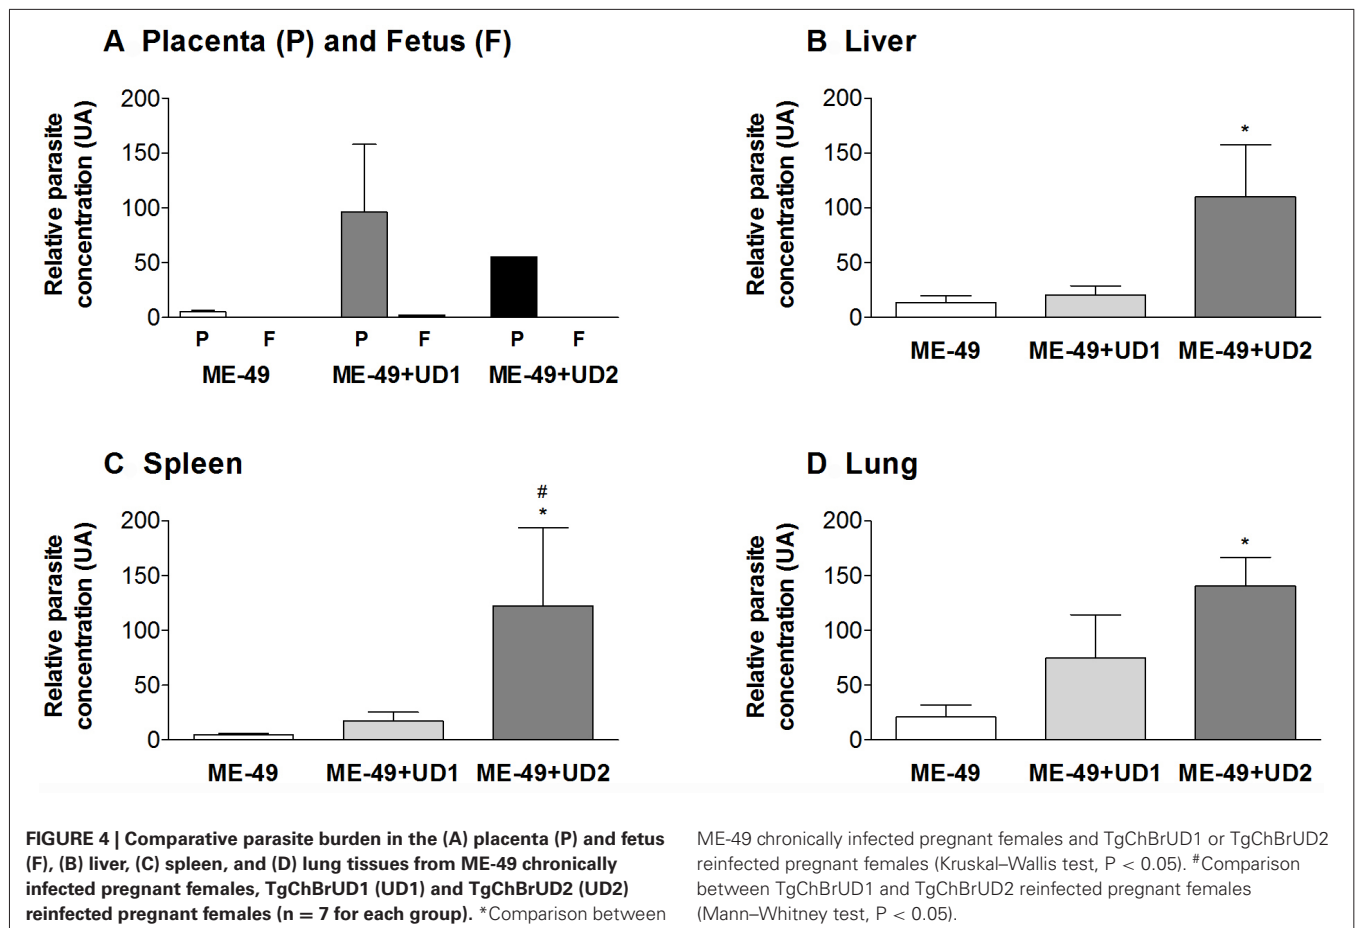 A Placenta (P) and Fetus (F)
Relative parasite
concentration (UA)
200
150
100
50
0
P F P F P F
ME-49 ME-49+UD1 ME-49+UD2
B Liver
Relative parasite
concentration (UA)
200
150
100
50
0
*
ME-49 ME-49+UD1 ME-49+UD2
C Spleen
Relative parasite
concentration (UA)
200
150
100
50
0
#
*
ME-49 ME-49+UD1 ME-49+UD2
D Lung
Relative parasite
concentration (UA)
200
150
100
50
0
*
ME-49 ME-49+UD1 ME-49+UD2
FIGURE 4 | Comparative parasite burden in the (A) placenta (P) and fetus
(F), (B) liver, (C) spleen, and (D) lung tissues from ME-49 chronically
infected pregnant females, TgChBrUD1 (UD1) and TgChBrUD2 (UD2)
reinfected pregnant females (n = 7 for each group). *Comparison between
ME-49 chronically infected pregnant females and TgChBrUD1 or TgChBrUD2
reinfected pregnant females (Kruskal–Wallis test, P < 0.05). #Comparison
between TgChBrUD1 and TgChBrUD2 reinfected pregnant females
(Mann–Whitney test, P < 0.05).